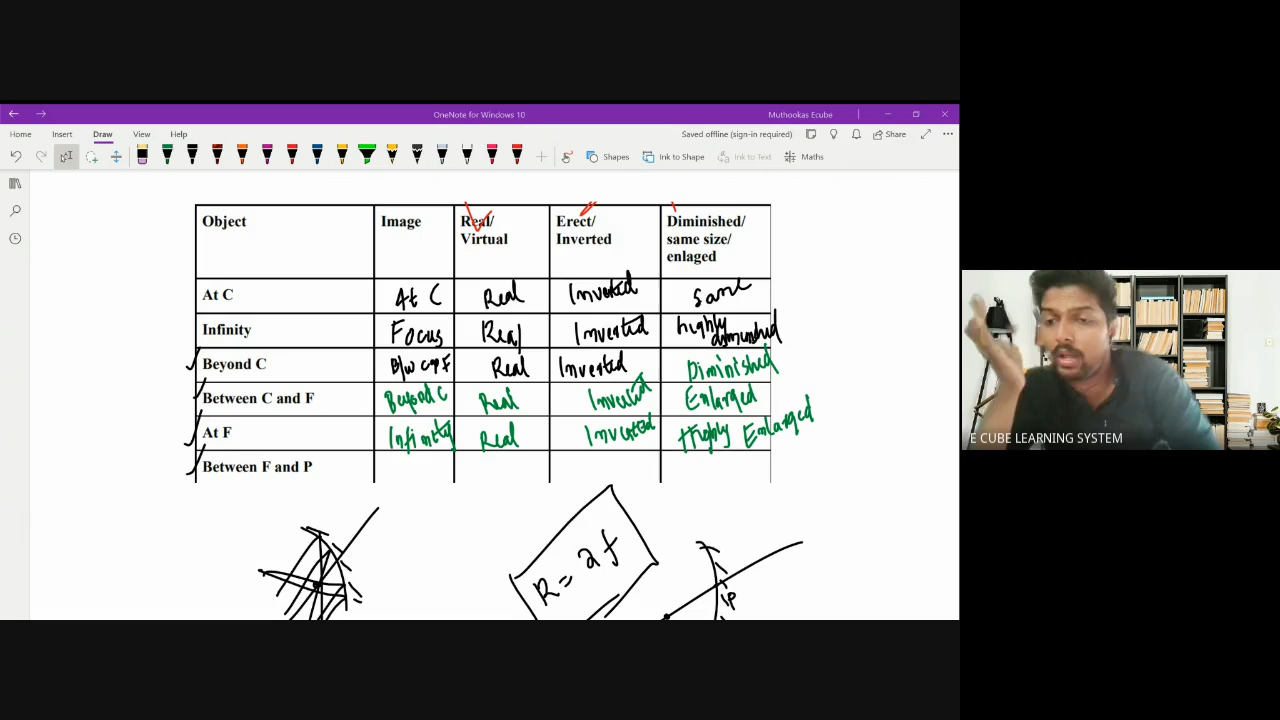 OneNote for Windows 10
Muthookas Ecube
Home Insert Draw View Help
Saved offline (sign-in required)
Share
Shapes
Ink to Shape
Ink to Text
Maths
Object Image Real/ Virtual Erect/ Inverted Diminished/ same size/ enlaged
At C At C Real Inverted same
Infinity Focus Real Inverted highly diminished
Beyond C B/w C & F Real Inverted Diminished
Between C and F Beyond C Real Inverted Enlarged
At F Infinity Real Inverted Highly Enlarged
Between F and P
R = 2f
P
E CUBE LEARNING SYSTEM